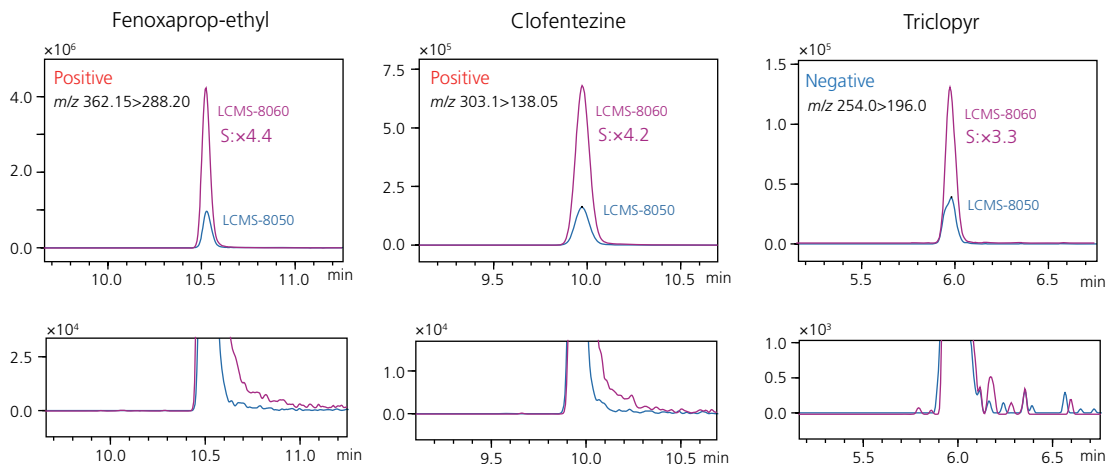 Fenoxaprop-ethyl
×10⁶
Positive
m/z 362.15>288.20
LCMS-8060
S:×4.4
LCMS-8050
4.0
2.0
0.0
10.0 10.5 11.0 min
Clofentezine
×10⁵
Positive
m/z 303.1>138.05
LCMS-8060
S:×4.2
LCMS-8050
7.5
5.0
2.5
0.0
9.5 10.0 10.5 min
Triclopyr
×10⁵
Negative
m/z 254.0>196.0
LCMS-8060
S:×3.3
LCMS-8050
1.5
1.0
0.5
0.0
5.5 6.0 6.5 min
×10⁴
2.5
0.0
10.0 10.5 11.0 min
×10⁴
1.0
0.0
9.5 10.0 10.5 min
×10³
1.0
0.5
0.0
5.5 6.0 6.5 min